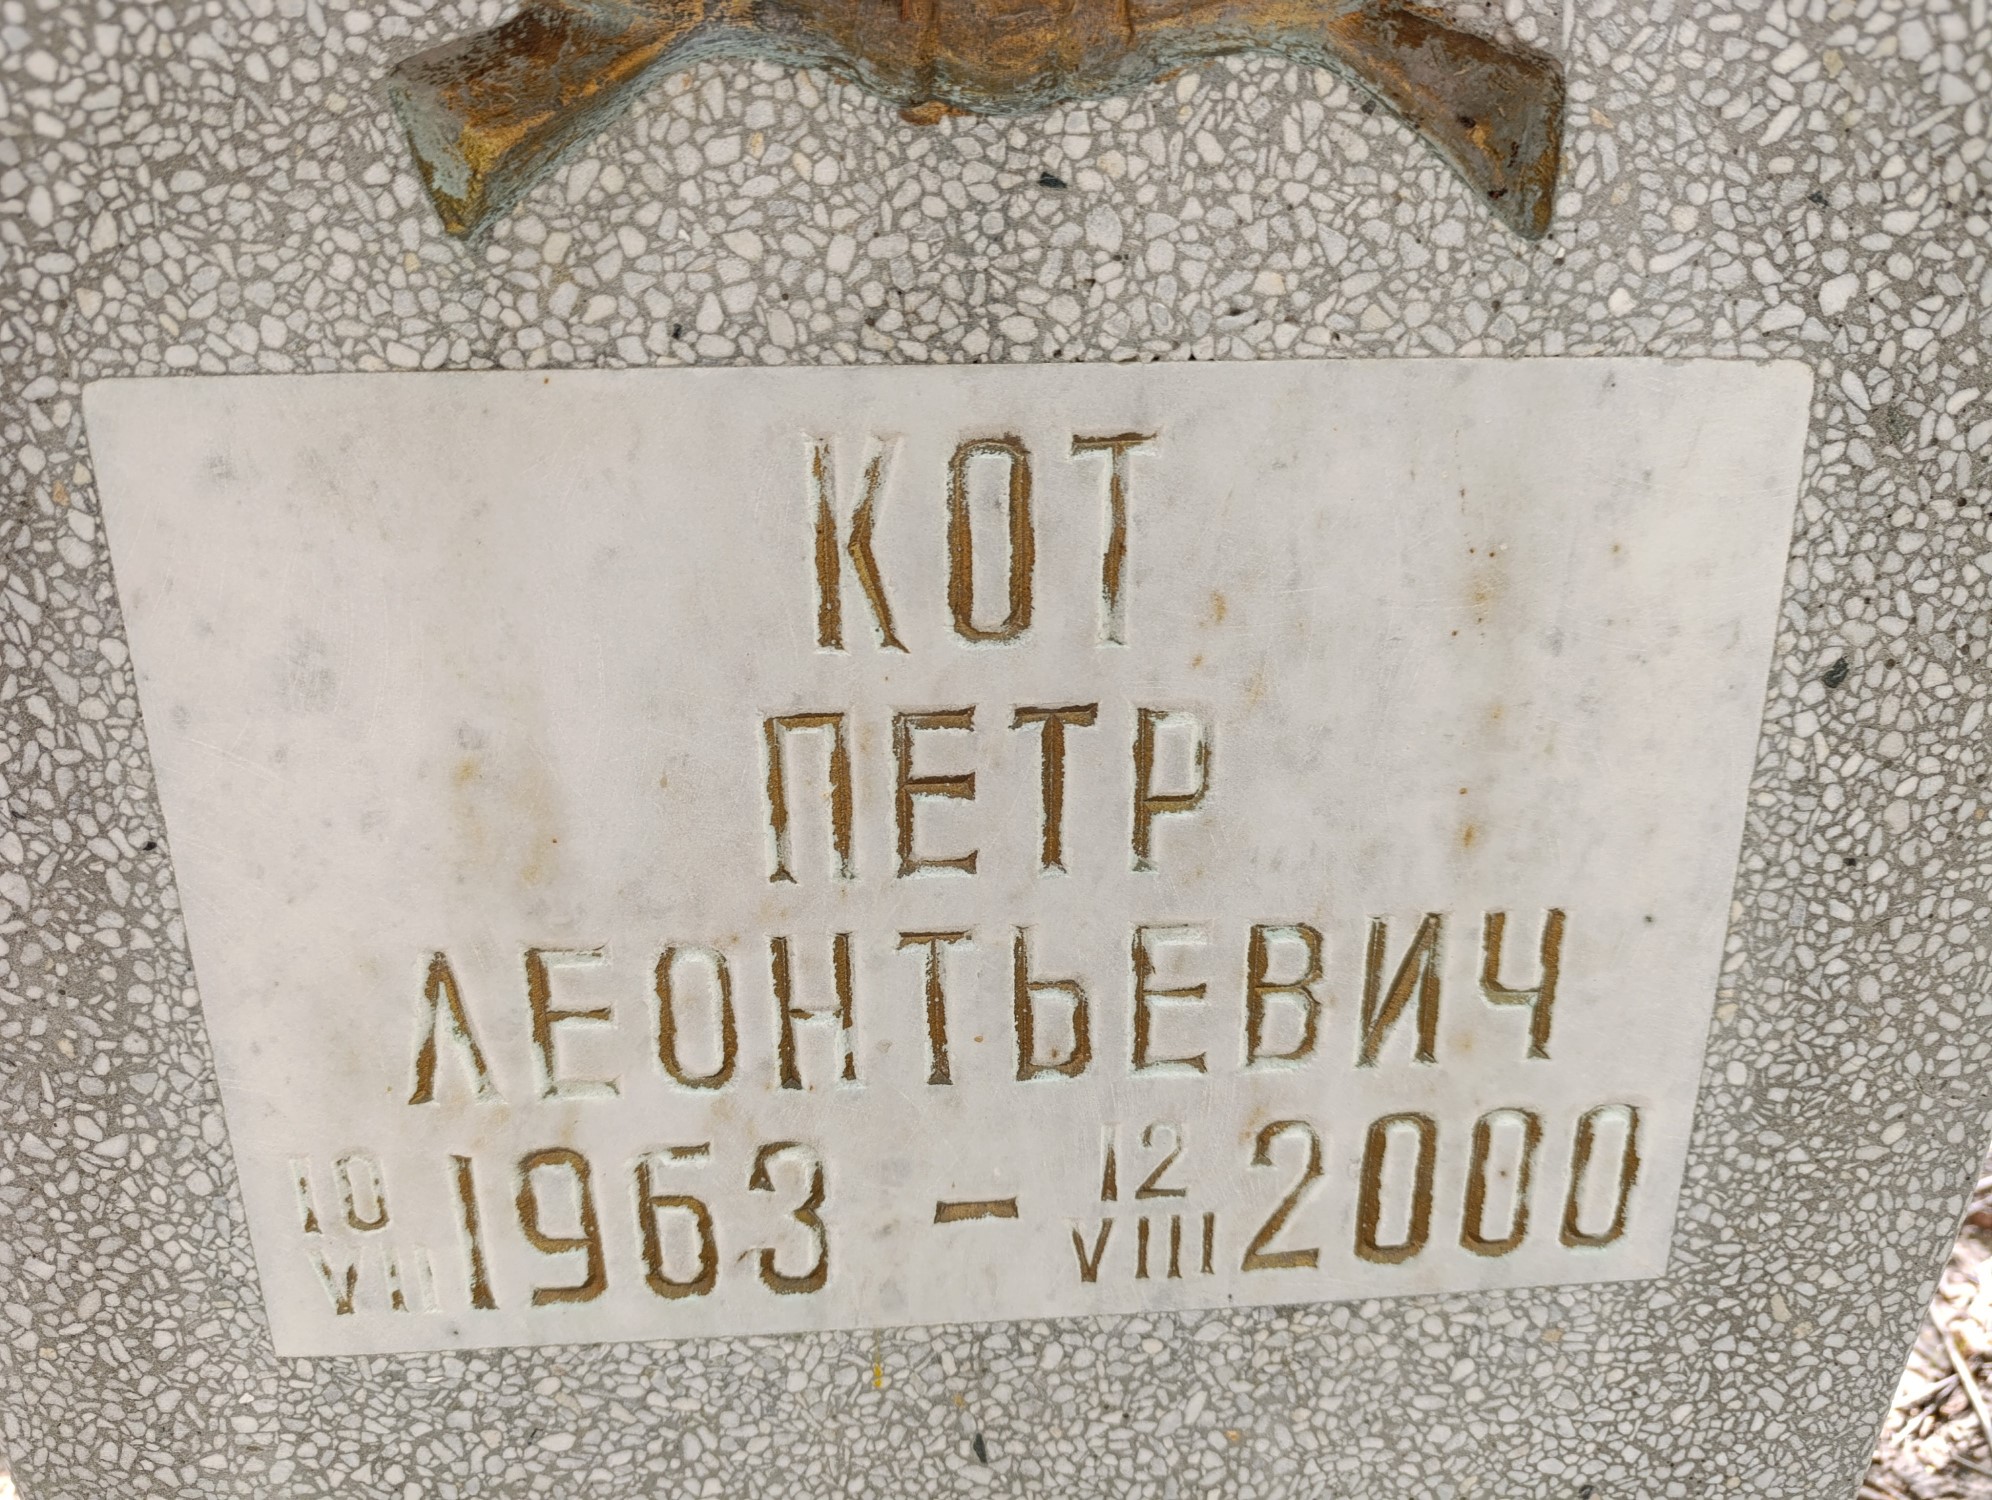 КОТ
ПЕТР
ЛЕОНТЬЕВИЧ
10 VII 1963 - 12 VIII 2000